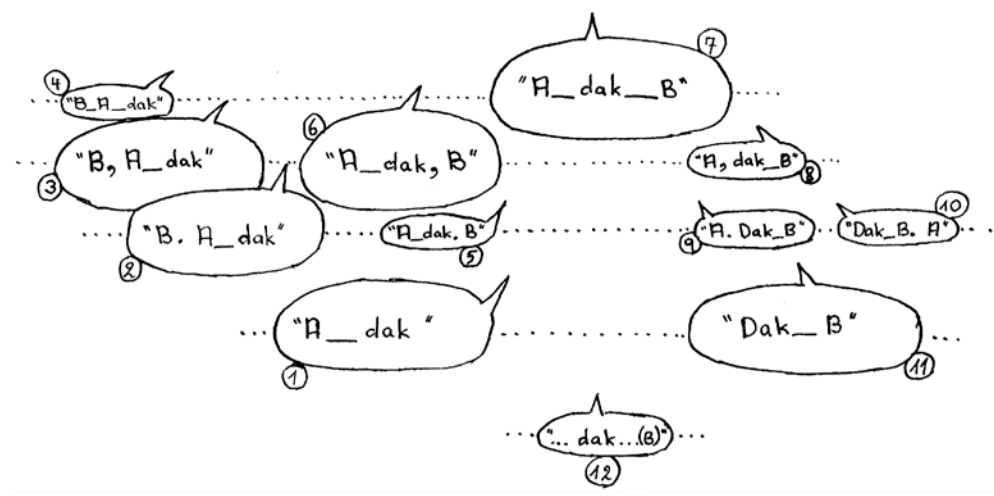 7
4
"A_dak_B"
"B_A_dak"
6
"B, A_dak"
"A_dak, B"
"A, dak_B"
3
8
10
"B. A_dak"
"A_dak. B"
"A. Dak_B"
"Dak_B. A"
2
5
9
"A_dak"
"Dak_B"
1
11
"... dak...(B)"
12